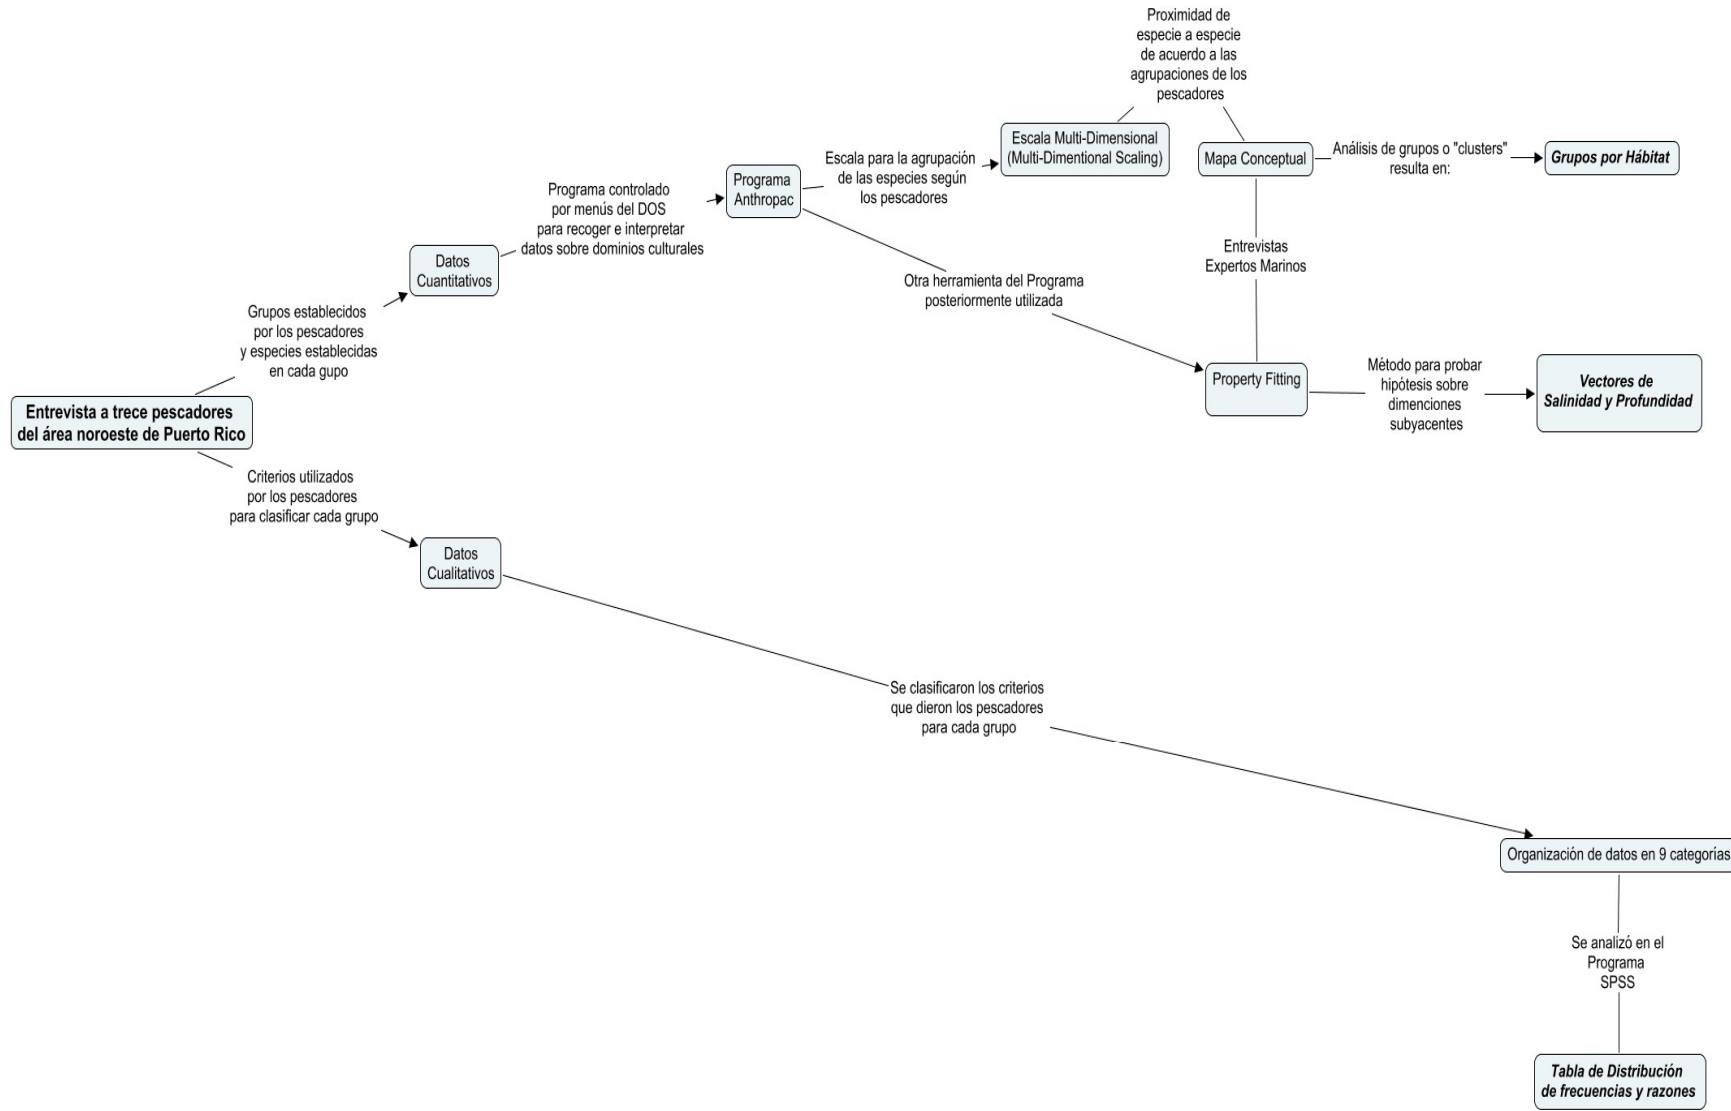 Proximidad de
especie a especie
de acuerdo a las
agrupaciones de los
pescadores
Escala Multi-Dimensional
(Multi-Dimentional Scaling)
Mapa Conceptual
Análisis de grupos o "clusters"
resulta en:
Grupos por Hábitat
Escala para la agrupación
de las especies según
los pescadores
Programa
Anthropac
Programa controlado
por menús del DOS
para recoger e interpretar
datos sobre dominios culturales
Datos
Cuantitativos
Entrevistas
Expertos Marinos
Otra herramienta del Programa
posteriormente utilizada
Grupos establecidos
por los pescadores
y especies establecidas
en cada gupo
Property Fitting
Método para probar
hipótesis sobre
dimenciones
subyacentes
Vectores de
Salinidad y Profundidad
Entrevista a trece pescadores
del área noroeste de Puerto Rico
Criterios utilizados
por los pescadores
para clasificar cada grupo
Datos
Cualitativos
Se clasificaron los criterios
que dieron los pescadores
para cada grupo
Organización de datos en 9 categorías
Se analizó en el
Programa
SPSS
Tabla de Distribución
de frecuencias y razones